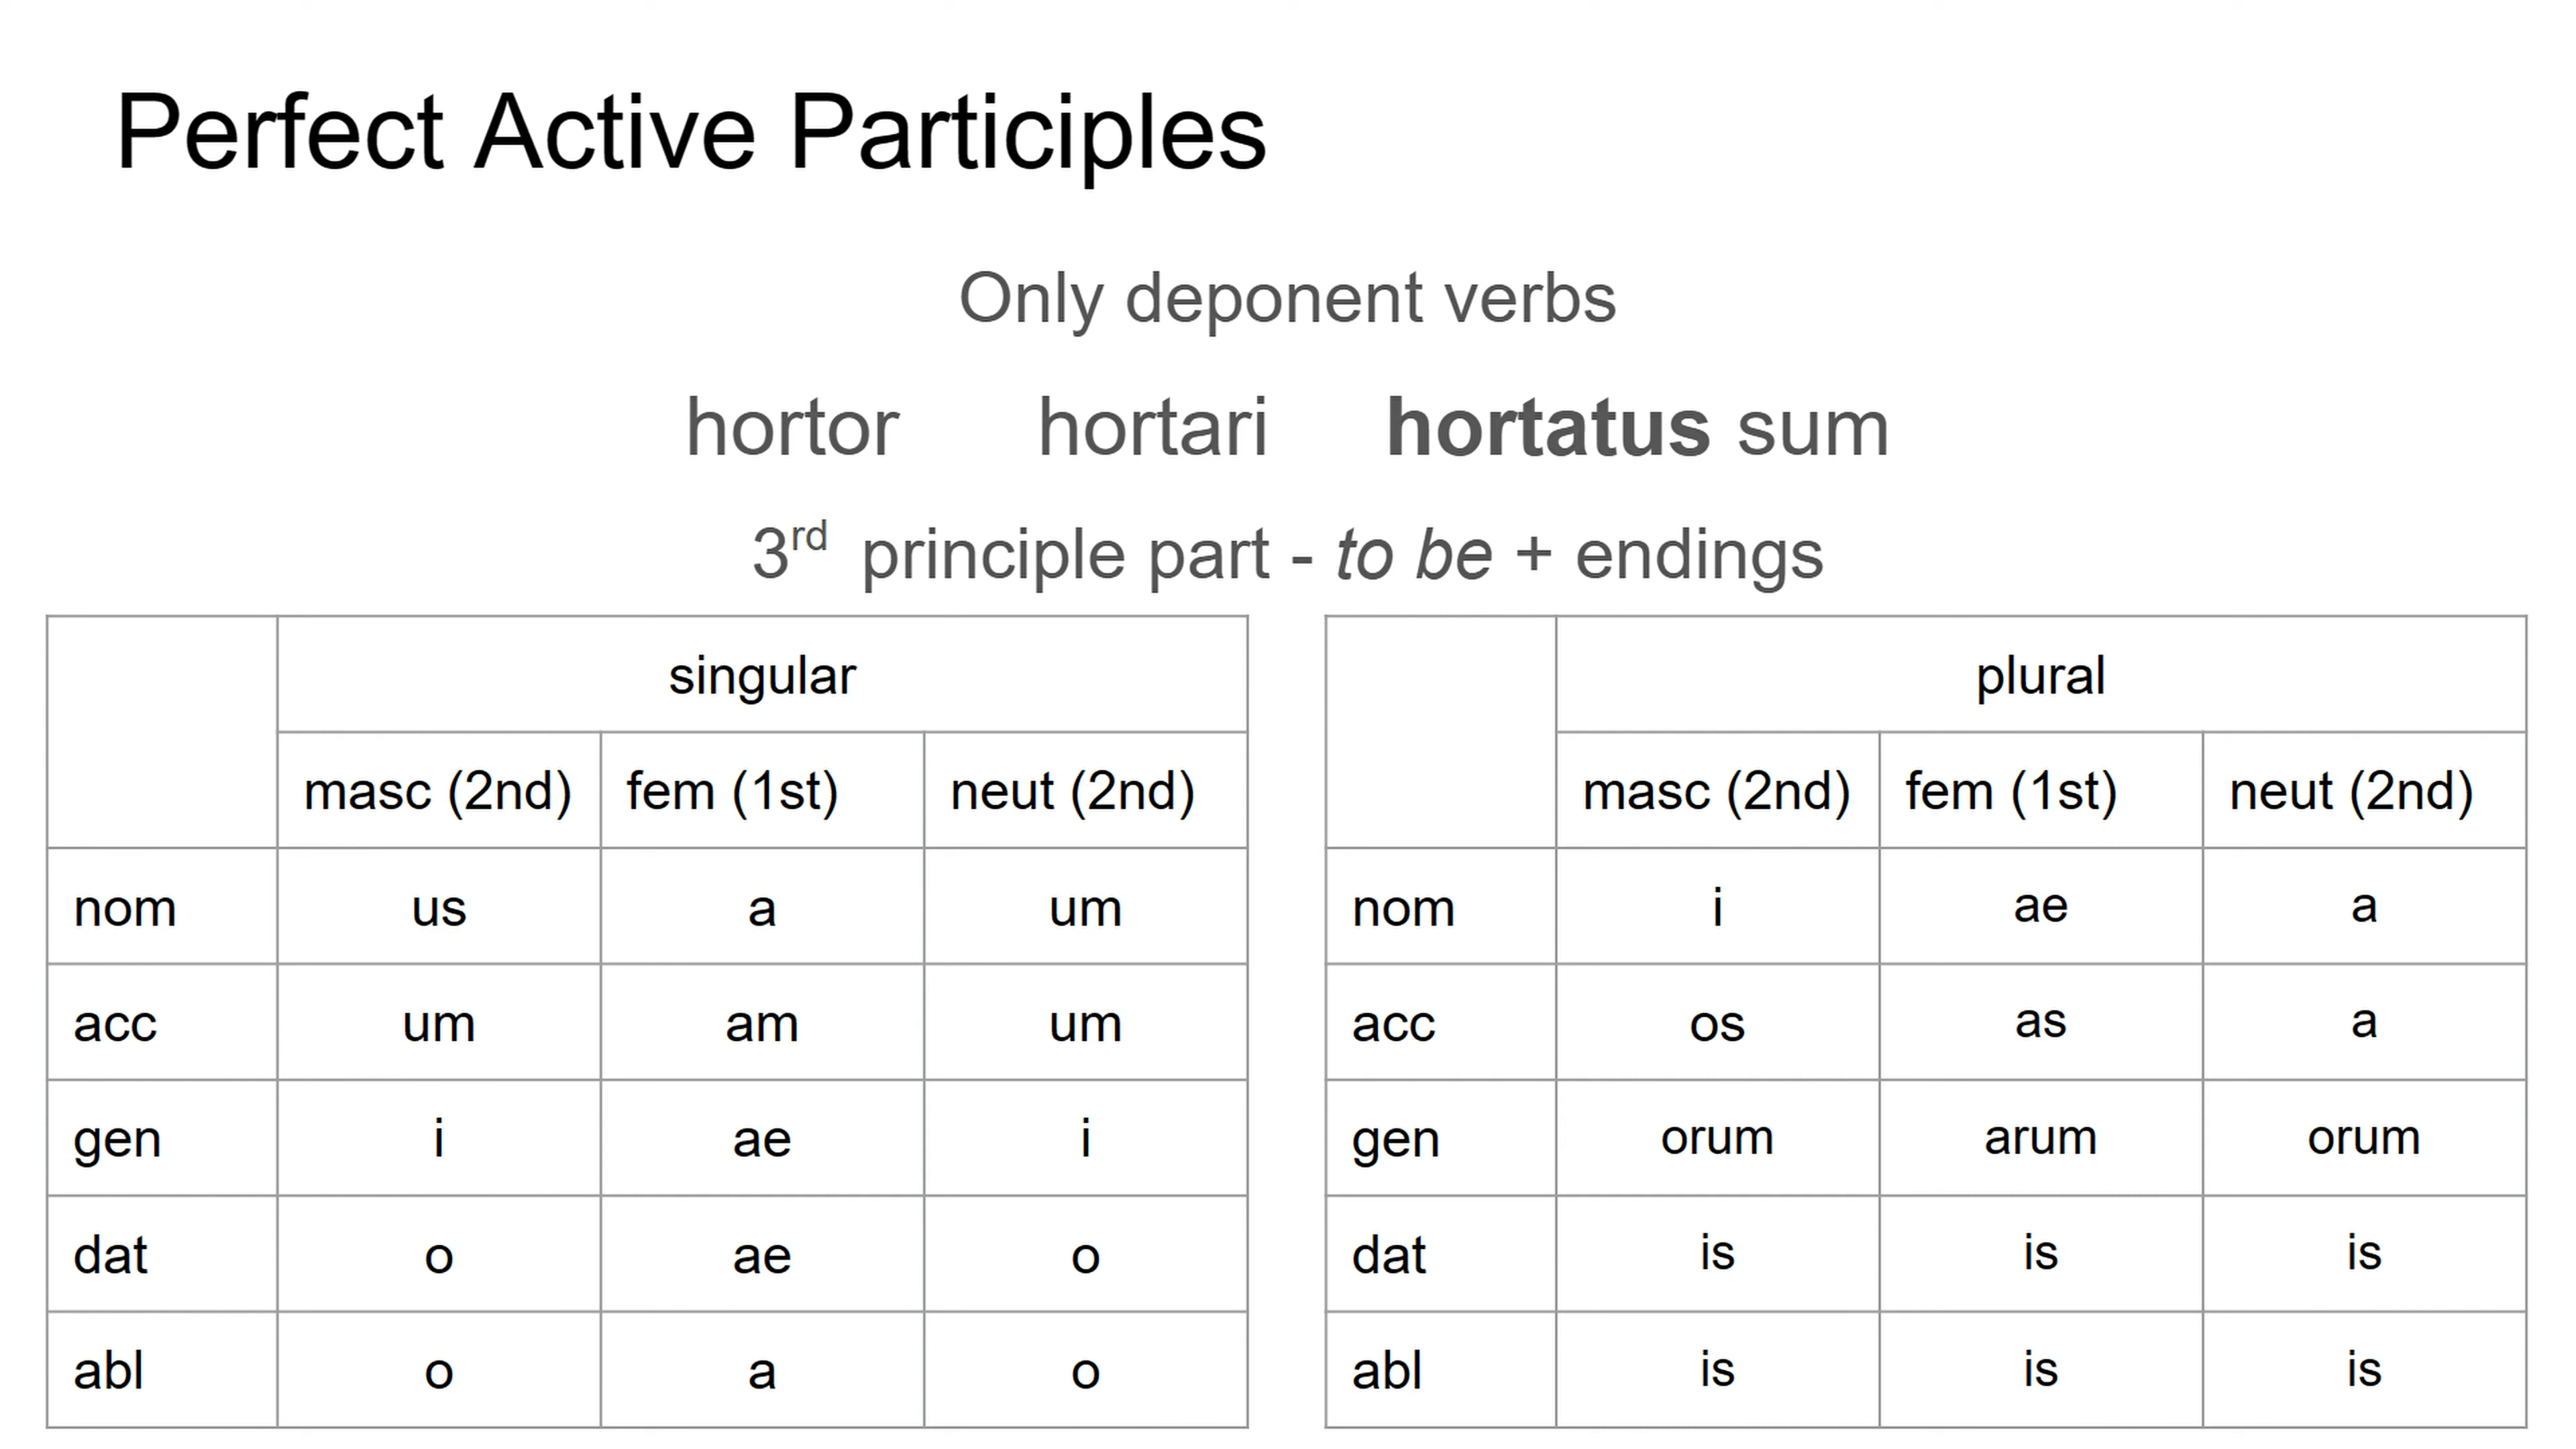 Perfect Active Participles
Only deponent verbs
hortor hortari hortatus sum
3rd principle part - to be + endings
singular
masc (2nd) fem (1st) neut (2nd)
nom us a um
acc um am um
gen i ae i
dat o ae o
abl o a o
plural
masc (2nd) fem (1st) neut (2nd)
nom i ae a
acc os as a
gen orum arum orum
dat is is is
abl is is is